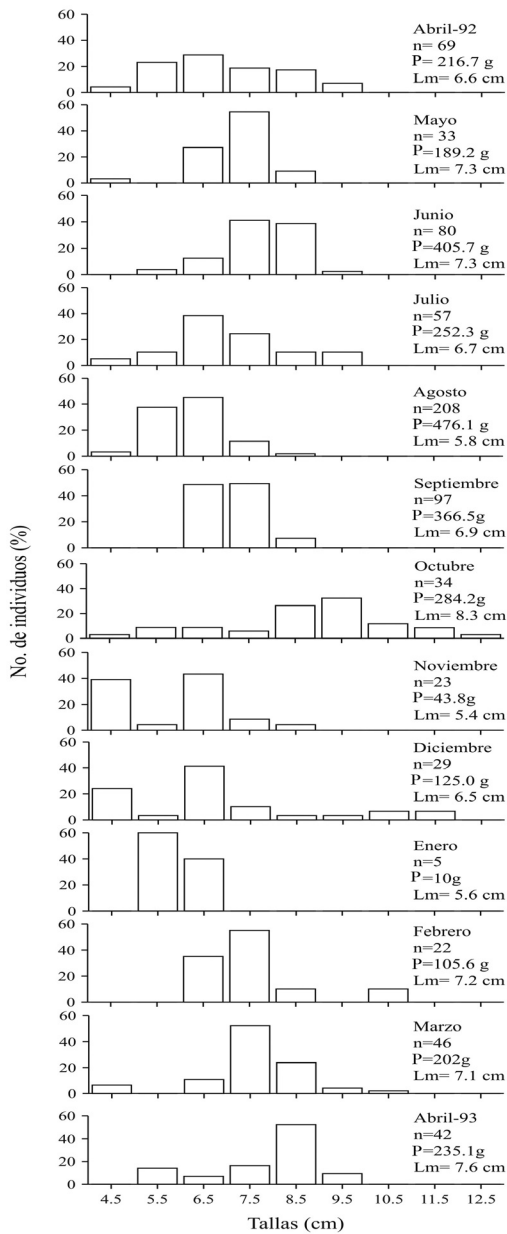 No. de individuos (%)
60
40
20
0
Abril-92
n= 69
P= 216.7 g
Lm= 6.6 cm
60
40
20
0
Mayo
n= 33
P=189.2 g
Lm= 7.3 cm
60
40
20
0
Junio
n= 80
P=405.7 g
Lm= 7.3 cm
60
40
20
0
Julio
n=57
P=252.3 g
Lm= 6.7 cm
60
40
20
0
Agosto
n=208
P=476.1 g
Lm= 5.8 cm
60
40
20
0
Septiembre
n=97
P=366.5g
Lm= 6.9 cm
60
40
20
0
Octubre
n=34
P=284.2g
Lm= 8.3 cm
60
40
20
0
Noviembre
n=23
P=43.8g
Lm= 5.4 cm
60
40
20
0
Diciembre
n=29
P=125.0 g
Lm= 6.5 cm
60
40
20
0
Enero
n=5
P=10g
Lm= 5.6 cm
60
40
20
0
Febrero
n=22
P=105.6 g
Lm= 7.2 cm
60
40
20
0
Marzo
n=46
P=202g
Lm= 7.1 cm
60
40
20
0
Abril-93
n=42
P=235.1g
Lm= 7.6 cm
4.5 5.5 6.5 7.5 8.5 9.5 10.5 11.5 12.5
Tallas (cm)